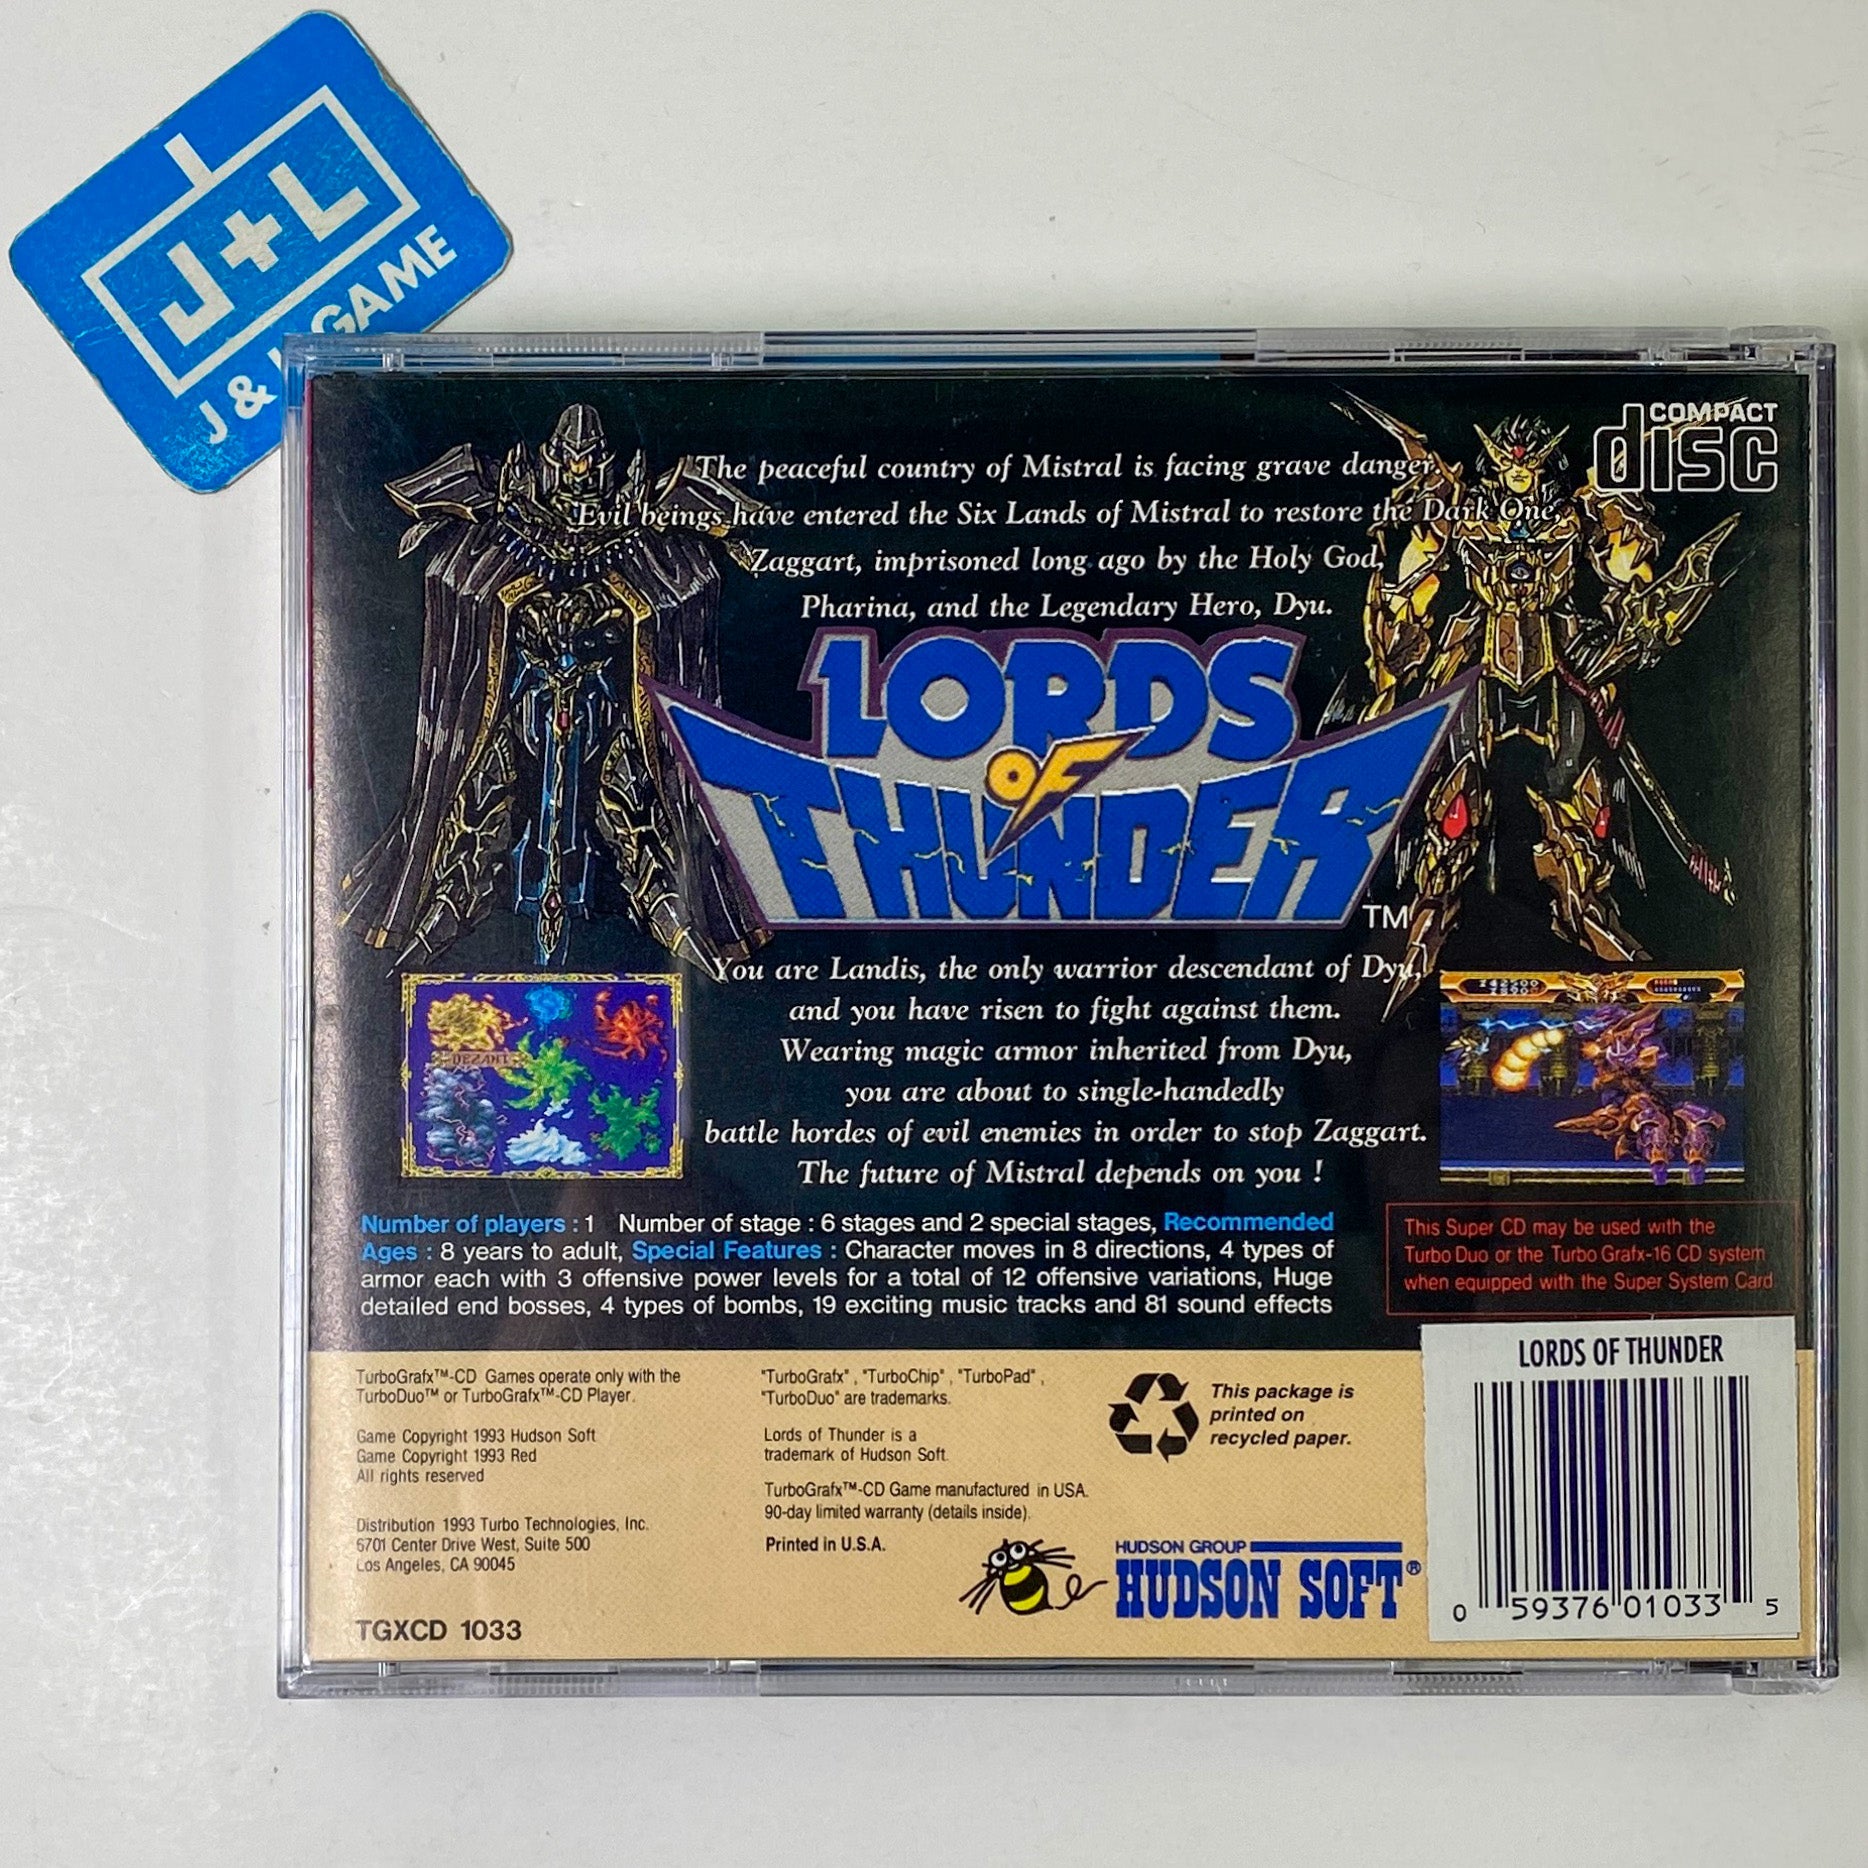 J+L
J & GAME
COMPACT
disc
The peaceful country of Mistral is facing grave danger.
Evil beings have entered the Six Lands of Mistral to restore the Dark One,
Zaggart, imprisoned long ago by the Holy God,
Pharina, and the Legendary Hero, Dyu.
LORDS
OF
THUNDER
TM
You are Landis, the only warrior descendant of Dyu,
and you have risen to fight against them.
Wearing magic armor inherited from Dyu,
you are about to single-handedly
battle hordes of evil enemies in order to stop Zaggart.
The future of Mistral depends on you !
DEZANT
Number of players : 1 Number of stage : 6 stages and 2 special stages, Recommended
Ages : 8 years to adult, Special Features : Character moves in 8 directions, 4 types of
armor each with 3 offensive power levels for a total of 12 offensive variations, Huge
detailed end bosses, 4 types of bombs, 19 exciting music tracks and 81 sound effects
This Super CD may be used with the
Turbo Duo or the Turbo Grafx-16 CD system
when equipped with the Super System Card
TurboGrafx™-CD Games operate only with the
TurboDuo™ or TurboGrafx™-CD Player.
Game Copyright 1993 Hudson Soft
Game Copyright 1993 Red
All rights reserved
Distribution 1993 Turbo Technologies, Inc.
6701 Center Drive West, Suite 500
Los Angeles, CA 90045
TGXCD 1033
"TurboGrafx", "TurboChip", "TurboPad",
"TurboDuo" are trademarks.
Lords of Thunder is a
trademark of Hudson Soft.
TurboGrafx™-CD Game manufactured in USA.
90-day limited warranty (details inside).
Printed in U.S.A.
This package is
printed on
recycled paper.
HUDSON GROUP
HUDSON SOFT®
LORDS OF THUNDER
0 59376 01033 5